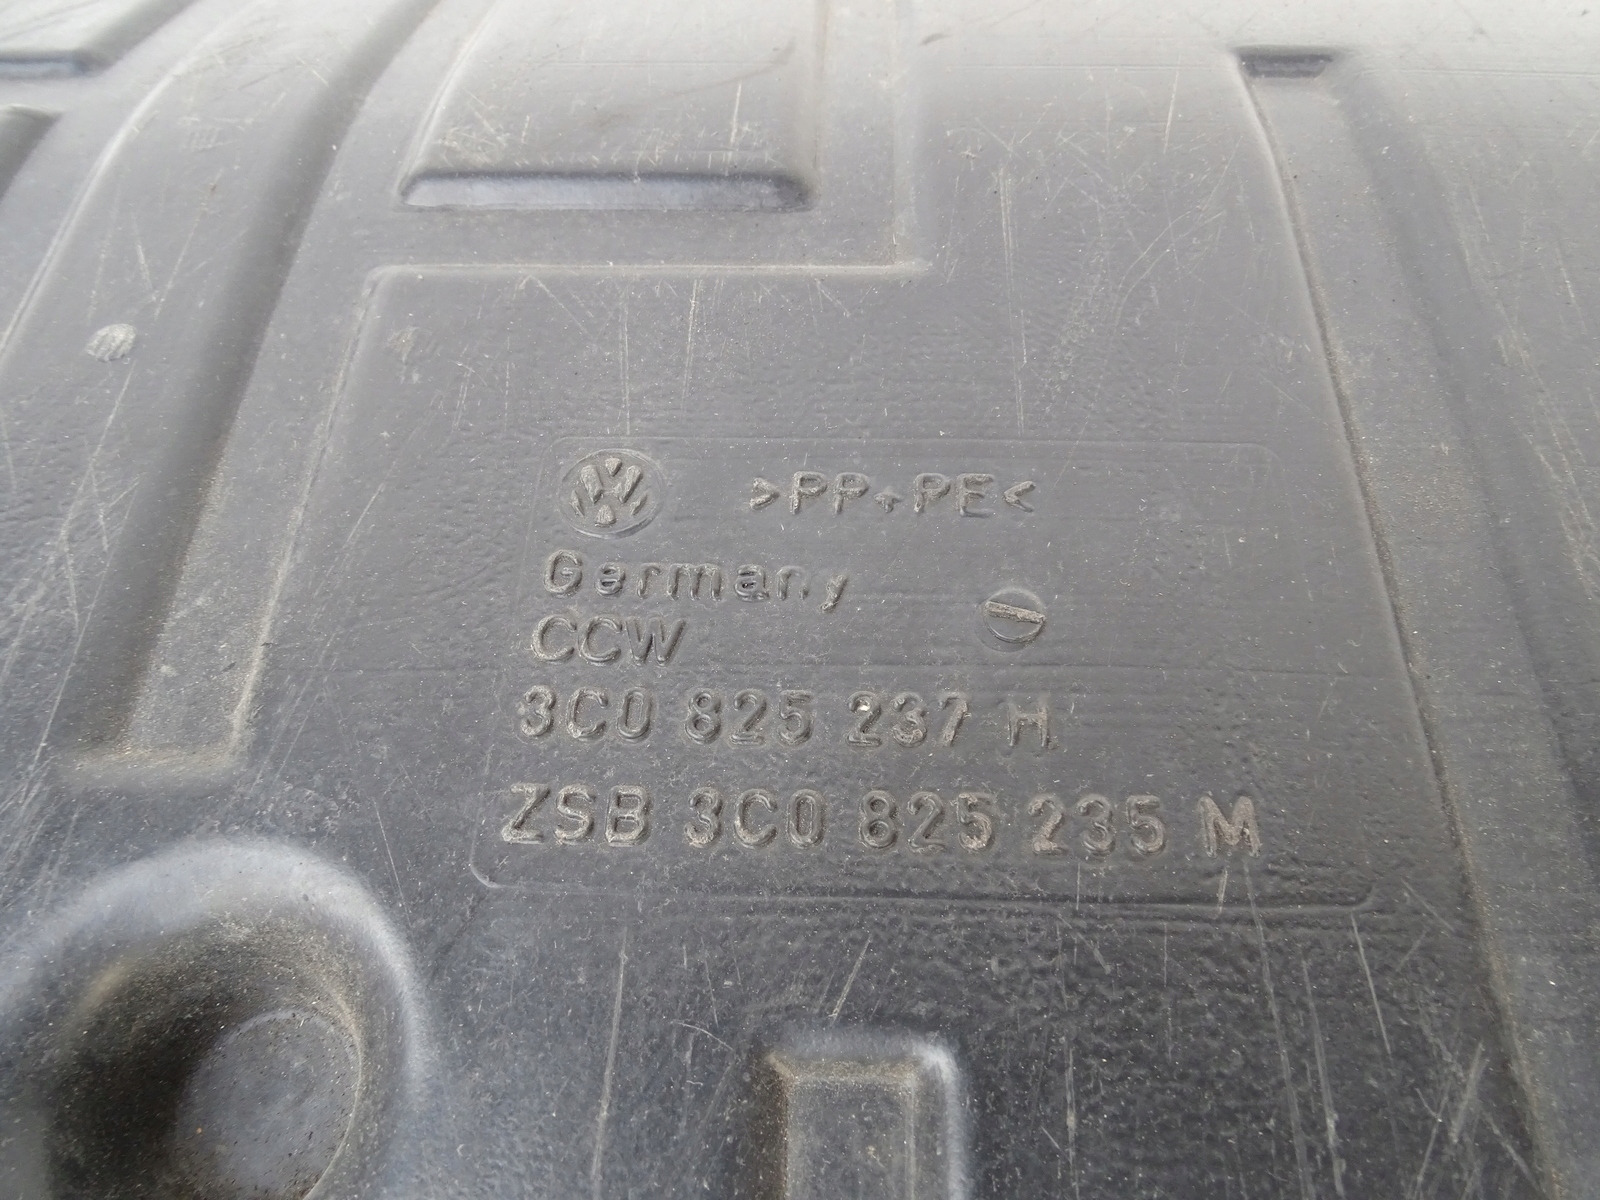 >PP+PE<
Germany
CCW
3C0 825 237 H
ZSB 3C0 825 235 M